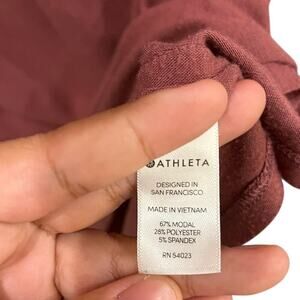 ATHLETA
DESIGNED IN
SAN FRANCISCO
MADE IN VIETNAM
67% MODAL
28% POLYESTER
5% SPANDEX
RN 54023